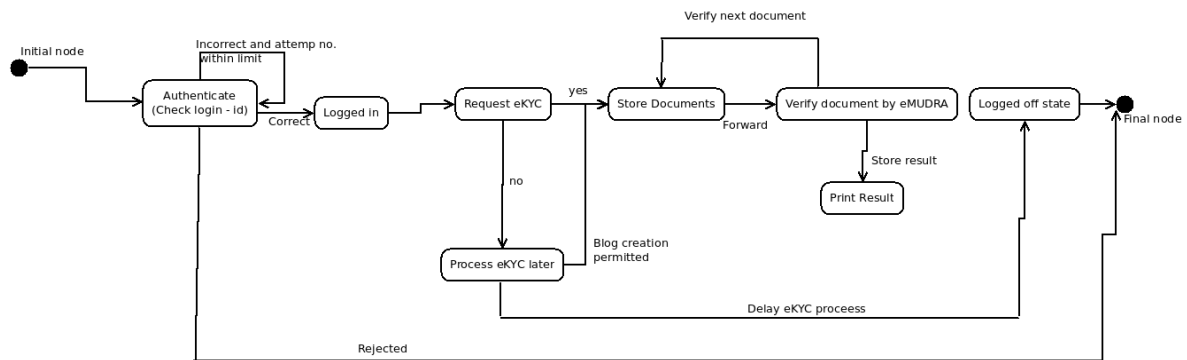 Verify next document
Initial node
Incorrect and attemp no.
within limit
Authenticate
(Check login - id)
Correct
Logged in
Request eKYC
yes
Store Documents
Forward
Verify document by eMUDRA
Logged off state
Final node
Store result
no
Print Result
Process eKYC later
Blog creation
permitted
Delay eKYC proceess
Rejected